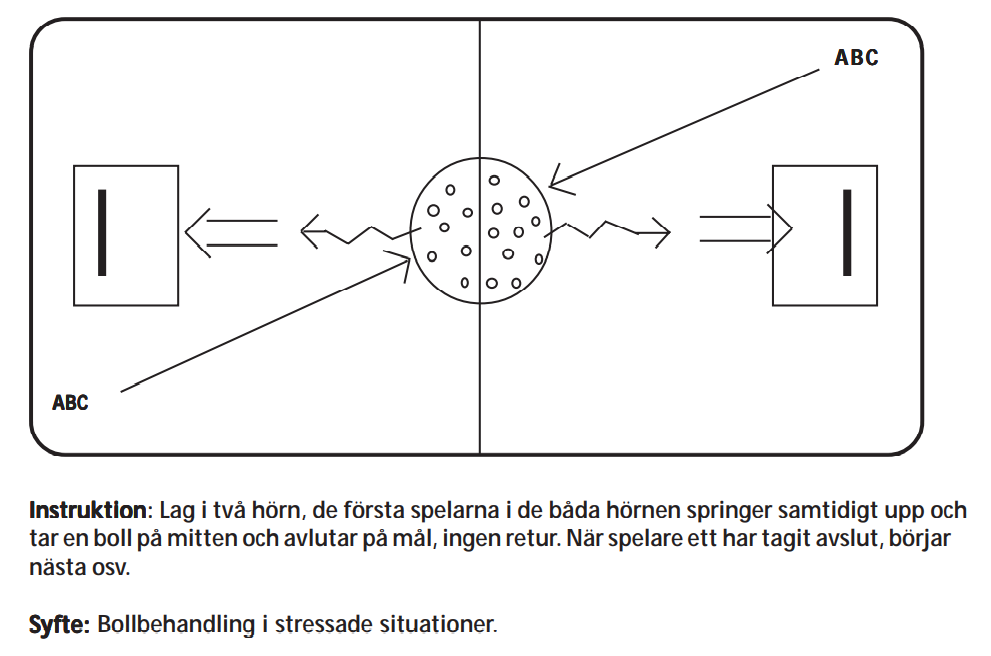 ABC
ABC
Instruktion: Lag i två hörn, de första spelarna i de båda hörnen springer samtidigt upp och
tar en boll på mitten och avlutar på mål, ingen retur. När spelare ett har tagit avslut, börjar
nästa osv.
Syfte: Bollbehandling i stressade situationer.